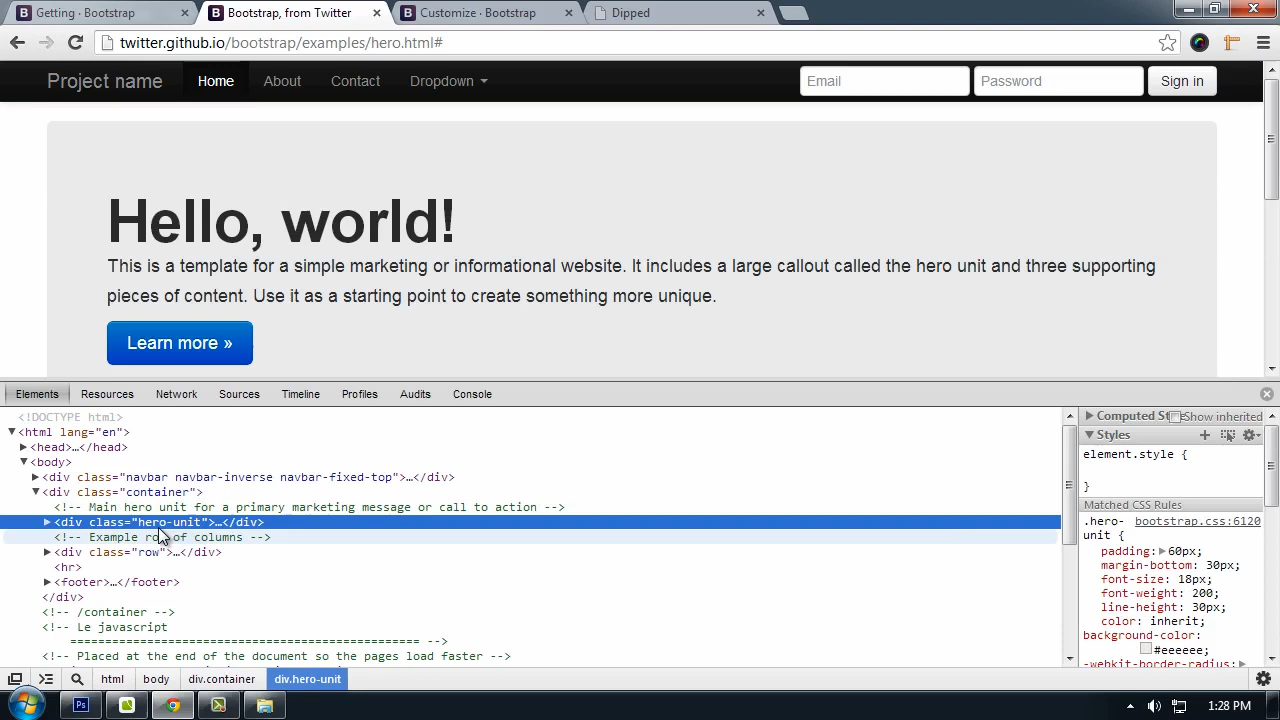 Getting · Bootstrap
Bootstrap, from Twitter
Customize · Bootstrap
Dipped
twitter.github.io/bootstrap/examples/hero.html#
Project name
Home
About
Contact
Dropdown
Email
Password
Sign in
Hello, world!
This is a template for a simple marketing or informational website. It includes a large callout called the hero unit and three supporting
pieces of content. Use it as a starting point to create something more unique.
Learn more »
Elements
Resources
Network
Sources
Timeline
Profiles
Audits
Console
<!DOCTYPE html>
<html lang="en">
<head>…</head>
<body>
<div class="navbar navbar-inverse navbar-fixed-top">…</div>
<div class="container">
<!-- Main hero unit for a primary marketing message or call to action -->
<div class="hero-unit">…</div>
<!-- Example row of columns -->
<div class="row">…</div>
<hr>
<footer>…</footer>
</div>
<!-- /container -->
<!-- Le javascript
================================================== -->
<!-- Placed at the end of the document so the pages load faster -->
Show inherited
Styles
element.style {
}
Matched CSS Rules
.hero- bootstrap.css:6120
unit {
padding: 60px;
margin-bottom: 30px;
font-size: 18px;
font-weight: 200;
line-height: 30px;
color: inherit;
background-color:
#eeeeee;
-webkit-border-radius:
html
body
div.container
div.hero-unit
Ps
1:28 PM